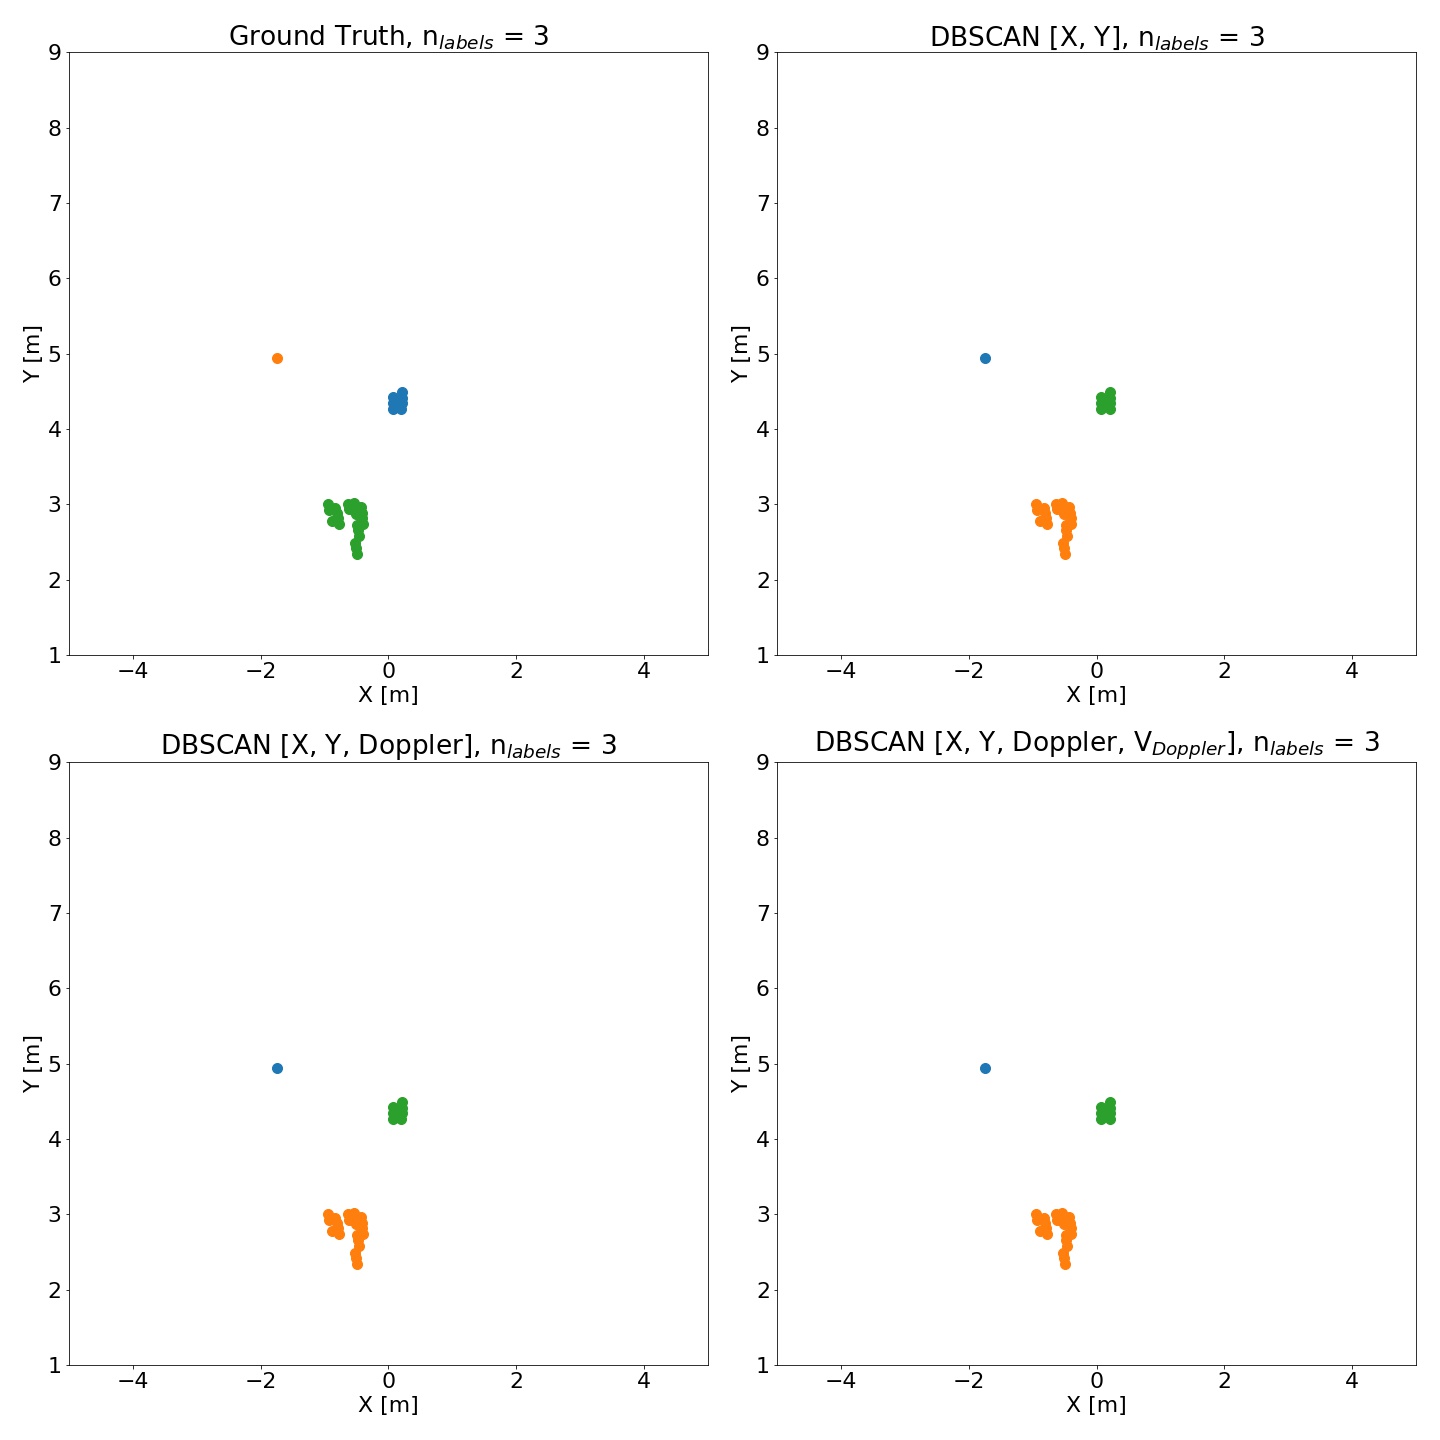 Ground Truth, n_labels = 3
9
8
7
6
5
4
3
2
1
Y [m]
−4 −2 0 2 4
X [m]
DBSCAN [X, Y], n_labels = 3
9
8
7
6
5
4
3
2
1
Y [m]
−4 −2 0 2 4
X [m]
DBSCAN [X, Y, Doppler], n_labels = 3
9
8
7
6
5
4
3
2
1
Y [m]
−4 −2 0 2 4
X [m]
DBSCAN [X, Y, Doppler, V_Doppler], n_labels = 3
9
8
7
6
5
4
3
2
1
Y [m]
−4 −2 0 2 4
X [m]